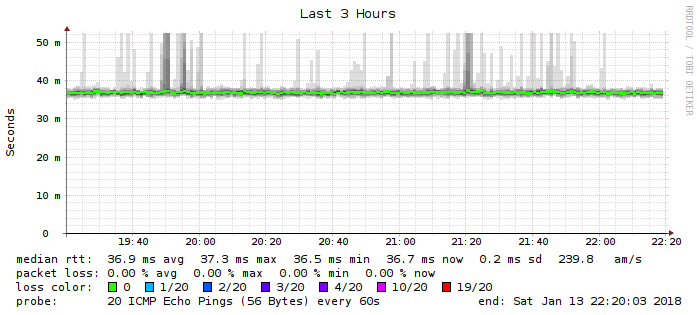 Last 3 Hours
RRDTOOL / TOBI OETIKER
Seconds
50 m
40 m
30 m
20 m
10 m
0
19:40 20:00 20:20 20:40 21:00 21:20 21:40 22:00 22:20
median rtt: 36.9 ms avg 37.3 ms max 36.5 ms min 36.7 ms now 0.2 ms sd 239.8 am/s
packet loss: 0.00 % avg 0.00 % max 0.00 % min 0.00 % now
loss color: 0 1/20 2/20 3/20 4/20 10/20 19/20
probe: 20 ICMP Echo Pings (56 Bytes) every 60s end: Sat Jan 13 22:20:03 2018